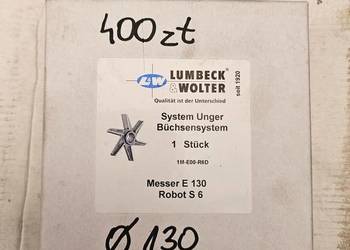 400 zł
LW
LUMBECK®
& WOLTER
seit 1920
Qualität ist der Unterschied
System Unger
Büchsensystem
1 Stück
1M-E00-R6D
Messer E 130
Robot S 6
Ø 130